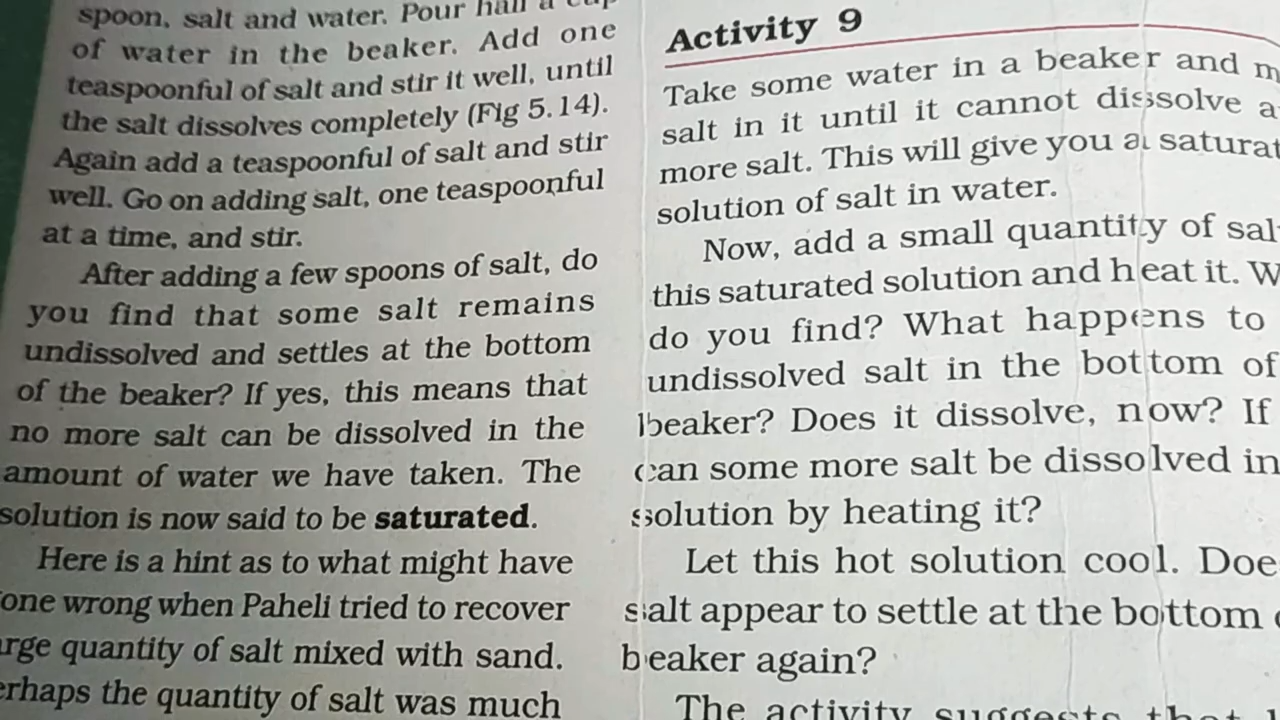 spoon, salt and water. Pour half a cup
of water in the beaker. Add one
teaspoonful of salt and stir it well, until
the salt dissolves completely (Fig 5.14).
Again add a teaspoonful of salt and stir
well. Go on adding salt, one teaspoonful
at a time, and stir.
After adding a few spoons of salt, do
you find that some salt remains
undissolved and settles at the bottom
of the beaker? If yes, this means that
no more salt can be dissolved in the
amount of water we have taken. The
solution is now said to be saturated.
Here is a hint as to what might have
one wrong when Paheli tried to recover
arge quantity of salt mixed with sand.
erhaps the quantity of salt was much
Activity 9
Take some water in a beaker and m
salt in it until it cannot dissolve a
more salt. This will give you a saturat
solution of salt in water.
Now, add a small quantity of sal
this saturated solution and heat it. W
do you find? What happens to
undissolved salt in the bottom of
beaker? Does it dissolve, now? If
can some more salt be dissolved in
solution by heating it?
Let this hot solution cool. Doe
salt appear to settle at the bottom
beaker again?
The activity suggests that